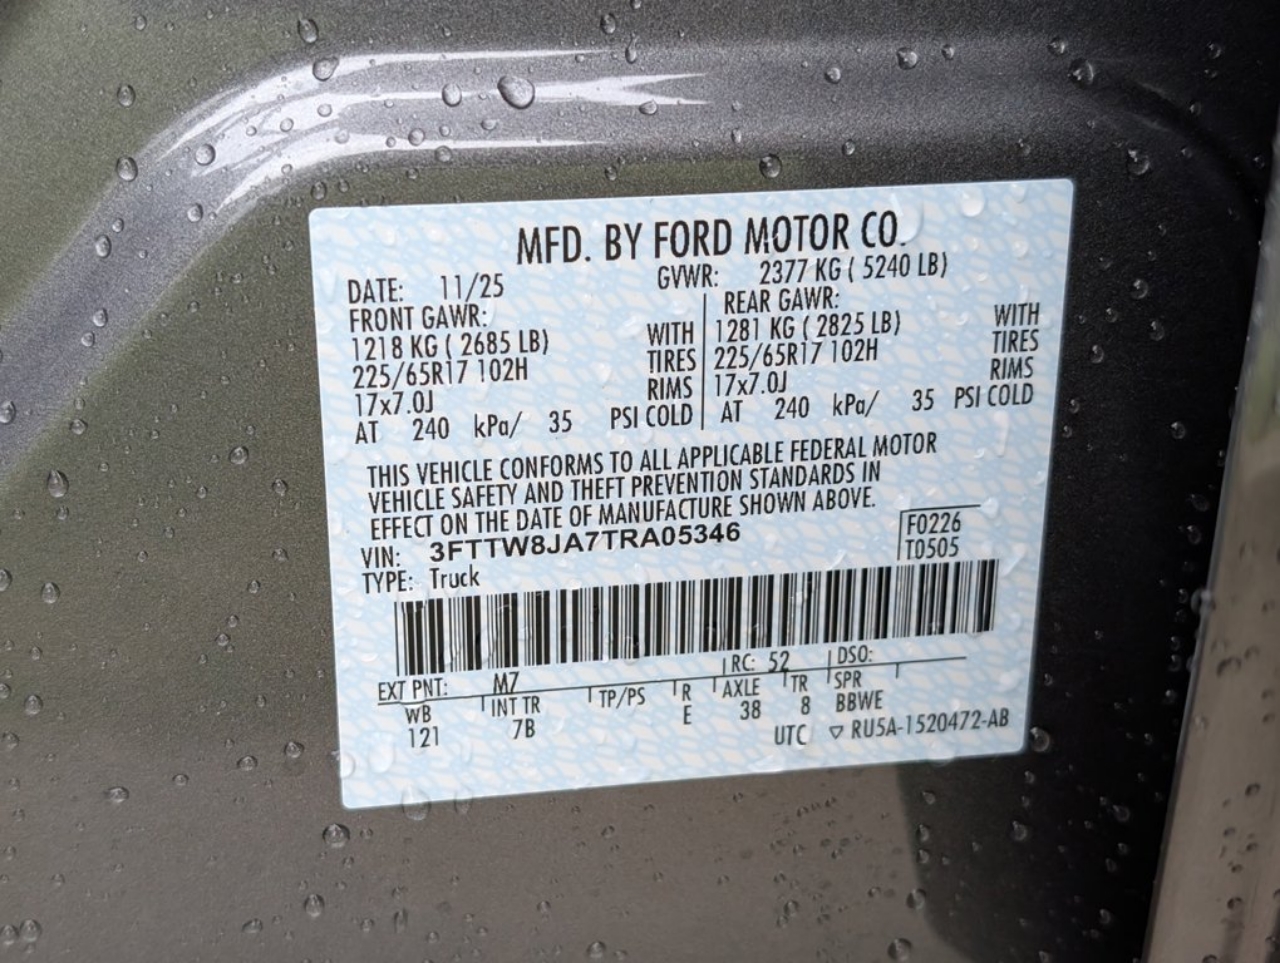 MFD. BY FORD MOTOR CO.
DATE: 11/25 GVWR: 2377 KG ( 5240 LB)
FRONT GAWR: REAR GAWR:
1218 KG ( 2685 LB) WITH 1281 KG ( 2825 LB) WITH
225/65R17 102H TIRES 225/65R17 102H TIRES
17x7.0J RIMS 17x7.0J RIMS
AT 240 kPa/ 35 PSI COLD AT 240 kPa/ 35 PSI COLD
THIS VEHICLE CONFORMS TO ALL APPLICABLE FEDERAL MOTOR
VEHICLE SAFETY AND THEFT PREVENTION STANDARDS IN
EFFECT ON THE DATE OF MANUFACTURE SHOWN ABOVE.
VIN: 3FTTW8JA7TRA05346 F0226
TYPE: Truck T0505
EXT PNT: M7 RC: 52 DSO:
WB INT TR TP/PS R AXLE TR SPR
121 7B E 38 8 BBWE
UTC ▽ RU5A-1520472-AB